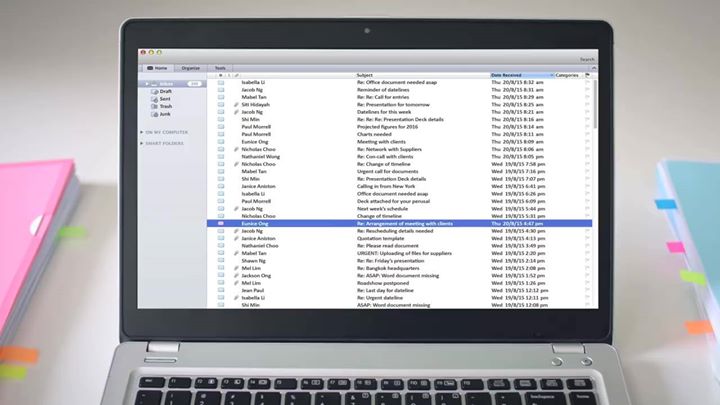 Search
Home Organize Tools
Subject Date Received Categories
Inbox
Draft
Sent
Trash
Junk
ON MY COMPUTER
SMART FOLDERS
Isabella Li Re: Office document needed asap Thu 20/8/15 8:32 am
Jacob Ng Reminder of datelines Thu 20/8/15 8:32 am
Mabel Tan Re: Re: Call for entries Thu 20/8/15 8:29 am
Siti Hidayah Re: Presentation for tomorrow Thu 20/8/15 8:21 am
Jacob Ng Datelines for this week Thu 20/8/15 8:21 am
Shi Min Re: Re: Re: Presentation Deck details Thu 20/8/15 8:21 am
Paul Morrell Projected figures for 2016 Thu 20/8/15 8:11 am
Paul Morrell Charts needed Thu 20/8/15 8:11 am
Eunice Ong Meeting with clients Thu 20/8/15 8:09 am
Nicholas Choo Re: Network with Suppliers Thu 20/8/15 8:06 am
Nathaniel Wong Re: Con-call with clients Thu 20/8/15 8:05 pm
Nicholas Choo Re: Change of timeline Wed 19/8/15 7:58 pm
Mabel Tan Urgent call for documents Wed 19/8/15 7:16 pm
Shi Min Re: Presentation Deck details Wed 19/8/15 7:07 pm
Janice Aniston Calling in from New York Wed 19/8/15 6:41 pm
Isabella Li Office document needed asap Wed 19/8/15 6:26 pm
Paul Morrell Deck attached for your perusal Wed 19/8/15 6:26 pm
Jacob Ng Next week's schedule Wed 19/8/15 5:44 pm
Nicholas Choo Change of timeline Wed 19/8/15 5:31 pm
Eunice Ong Re: Arrangement of meeting with clients Thu 20/8/15 4:47 pm
Jacob Ng Re: Rescheduling details needed Wed 19/8/15 4:30 pm
Janice Aniston Quotation template Wed 19/8/15 4:13 pm
Nathaniel Choo Re: Please read document Wed 19/8/15 3:49 pm
Mabel Tan URGENT: Uploading of files for suppliers Wed 19/8/15 2:21 pm
Shawn Ng Re: Re: Friday's presentation Wed 19/8/15 2:14 pm
Mel Lim Re: Bangkok headquarters Wed 19/8/15 2:08 pm
Jackson Ong Re: ASAP: Word document missing Wed 19/8/15 1:52 pm
Mel Lim Roadshow postponed Wed 19/8/15 1:26 pm
Jean Paul Re: Last day for dateline Wed 19/8/15 12:12 pm
Isabella Li Re: Urgent dateline Wed 19/8/15 12:11 pm
Shi Min ASAP: Word document missing Wed 19/8/15 12:08 pm